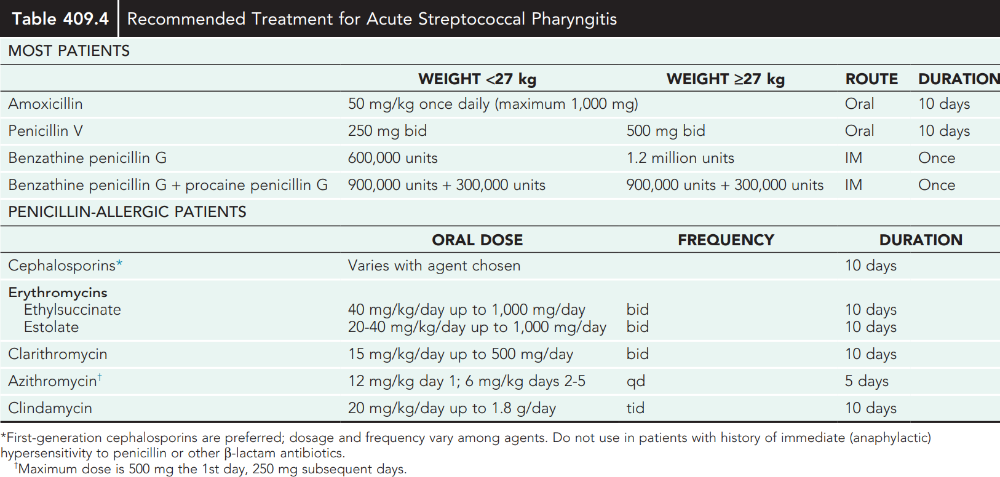 Table 409.4 Recommended Treatment for Acute Streptococcal Pharyngitis
MOST PATIENTS
WEIGHT <27 kg WEIGHT ≥27 kg ROUTE DURATION
Amoxicillin 50 mg/kg once daily (maximum 1,000 mg) Oral 10 days
Penicillin V 250 mg bid 500 mg bid Oral 10 days
Benzathine penicillin G 600,000 units 1.2 million units IM Once
Benzathine penicillin G + procaine penicillin G 900,000 units + 300,000 units 900,000 units + 300,000 units IM Once
PENICILLIN-ALLERGIC PATIENTS
ORAL DOSE FREQUENCY DURATION
Cephalosporins* Varies with agent chosen 10 days
Erythromycins
Ethylsuccinate 40 mg/kg/day up to 1,000 mg/day bid 10 days
Estolate 20-40 mg/kg/day up to 1,000 mg/day bid 10 days
Clarithromycin 15 mg/kg/day up to 500 mg/day bid 10 days
Azithromycin† 12 mg/kg day 1; 6 mg/kg days 2-5 qd 5 days
Clindamycin 20 mg/kg/day up to 1.8 g/day tid 10 days
*First-generation cephalosporins are preferred; dosage and frequency vary among agents. Do not use in patients with history of immediate (anaphylactic)
hypersensitivity to penicillin or other β-lactam antibiotics.
†Maximum dose is 500 mg the 1st day, 250 mg subsequent days.